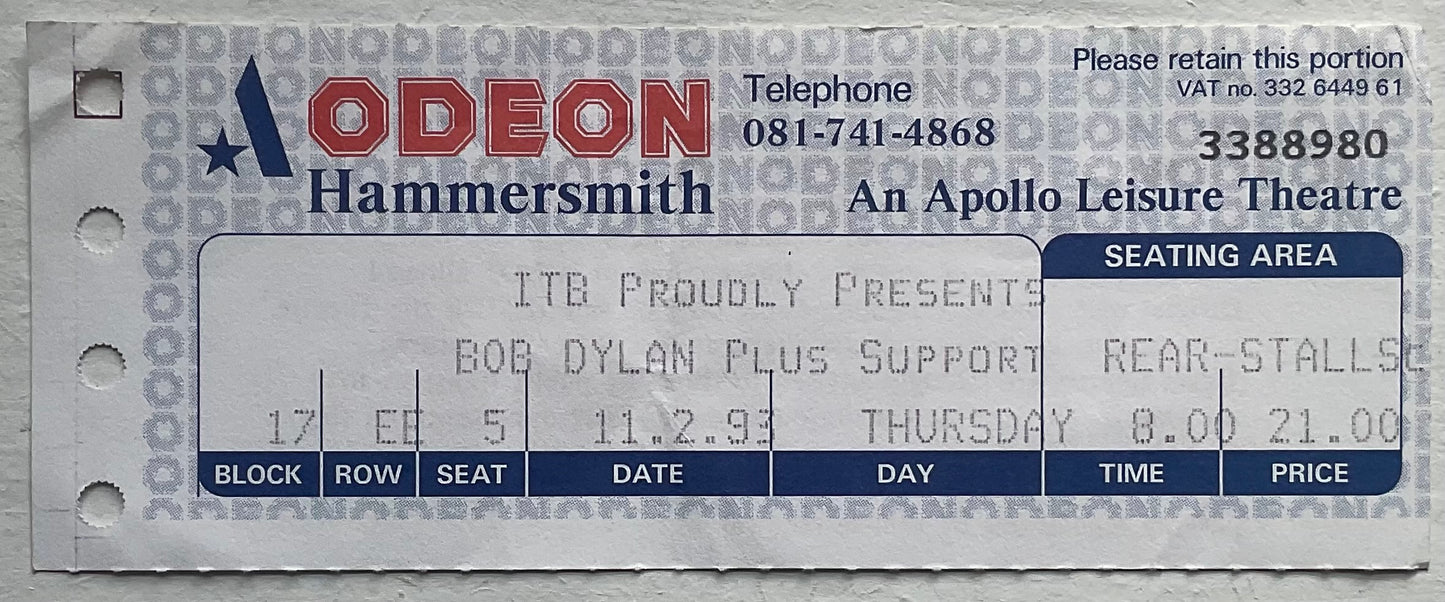 Please retain this portion
VAT no. 332 6449 61
ODEON
Telephone
081-741-4868
3388980
Hammersmith
An Apollo Leisure Theatre
SEATING AREA
ITB PROUDLY PRESENTS
BOB DYLAN PLUS SUPPORT REAR-STALLS
17 EE 5 11.2.93 THURSDAY 8.00 21.00
BLOCK ROW SEAT DATE DAY TIME PRICE